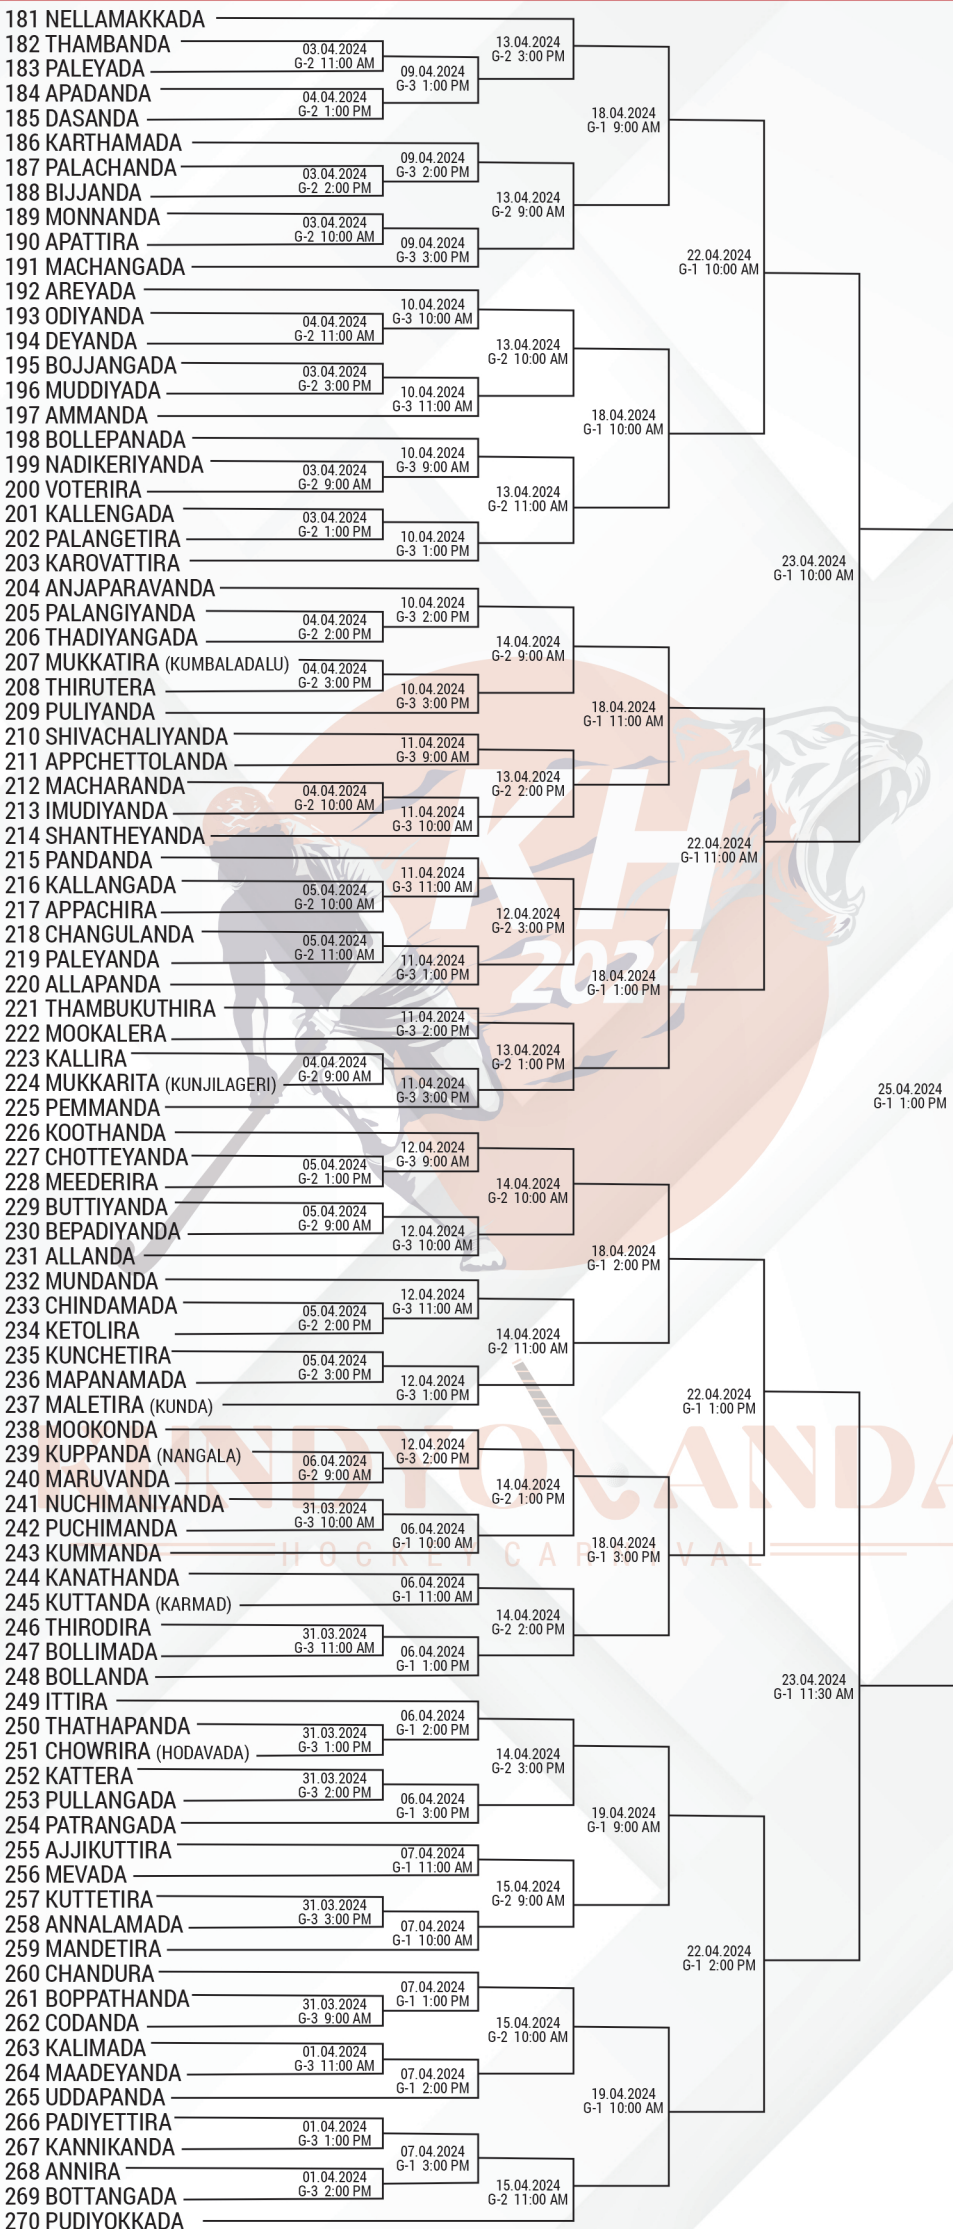 181 NELLAMAKKADA
182 THAMBANDA
183 PALEYADA
184 APADANDA
185 DASANDA
186 KARTHAMADA
187 PALACHANDA
188 BIJJANDA
189 MONNANDA
190 APATTIRA
191 MACHANGADA
192 AREYADA
193 ODIYANDA
194 DEYANDA
195 BOJJANGADA
196 MUDDIYADA
197 AMMANDA
198 BOLLEPANADA
199 NADIKERIYANDA
200 VOTERIRA
201 KALLENGADA
202 PALANGETIRA
203 KAROVATTIRA
204 ANJAPARAVANDA
205 PALANGIYANDA
206 THADIYANGADA
207 MUKKATIRA (KUMBALADALU)
208 THIRUTERA
209 PULIYANDA
210 SHIVACHALIYANDA
211 APPCHETTOLANDA
212 MACHARANDA
213 IMUDIYANDA
214 SHANTHEYANDA
215 PANDANDA
216 KALLANGADA
217 APPACHIRA
218 CHANGULANDA
219 PALEYANDA
220 ALLAPANDA
221 THAMBUKUTHIRA
222 MOOKALERA
223 KALLIRA
224 MUKKARITA (KUNJILAGERI)
225 PEMMANDA
226 KOOTHANDA
227 CHOTTEYANDA
228 MEEDERIRA
229 BUTTIYANDA
230 BEPADIYANDA
231 ALLANDA
232 MUNDANDA
233 CHINDAMADA
234 KETOLIRA
235 KUNCHETIRA
236 MAPANAMADA
237 MALETIRA (KUNDA)
238 MOOKONDA
239 KUPPANDA (NANGALA)
240 MARUVANDA
241 NUCHIMANIYANDA
242 PUCHIMANDA
243 KUMMANDA
244 KANATHANDA
245 KUTTANDA (KARMAD)
246 THIRODIRA
247 BOLLIMADA
248 BOLLANDA
249 ITTIRA
250 THATHAPANDA
251 CHOWRIRA (HODAVADA)
252 KATTERA
253 PULLANGADA
254 PATRANGADA
255 AJJIKUTTIRA
256 MEVADA
257 KUTTETIRA
258 ANNALAMADA
259 MANDETIRA
260 CHANDURA
261 BOPPATHANDA
262 CODANDA
263 KALIMADA
264 MAADEYANDA
265 UDDAPANDA
266 PADIYETTIRA
267 KANNIKANDA
268 ANNIRA
269 BOTTANGADA
270 PUDIYOKKADA
03.04.2024
G-2 11:00 AM
04.04.2024
G-2 1:00 PM
03.04.2024
G-2 2:00 PM
03.04.2024
G-2 10:00 AM
04.04.2024
G-2 11:00 AM
03.04.2024
G-2 3:00 PM
03.04.2024
G-2 9:00 AM
03.04.2024
G-2 1:00 PM
04.04.2024
G-2 2:00 PM
04.04.2024
G-2 3:00 PM
04.04.2024
G-2 10:00 AM
05.04.2024
G-2 10:00 AM
05.04.2024
G-2 11:00 AM
04.04.2024
G-2 9:00 AM
05.04.2024
G-2 1:00 PM
05.04.2024
G-2 9:00 AM
05.04.2024
G-2 2:00 PM
05.04.2024
G-2 3:00 PM
06.04.2024
G-2 9:00 AM
31.03.2024
G-3 10:00 AM
31.03.2024
G-3 11:00 AM
31.03.2024
G-3 1:00 PM
31.03.2024
G-3 2:00 PM
31.03.2024
G-3 3:00 PM
31.03.2024
G-3 9:00 AM
01.04.2024
G-3 11:00 AM
01.04.2024
G-3 1:00 PM
01.04.2024
G-3 2:00 PM
09.04.2024
G-3 1:00 PM
09.04.2024
G-3 2:00 PM
09.04.2024
G-3 3:00 PM
10.04.2024
G-3 10:00 AM
10.04.2024
G-3 11:00 AM
10.04.2024
G-3 9:00 AM
10.04.2024
G-3 1:00 PM
10.04.2024
G-3 2:00 PM
10.04.2024
G-3 3:00 PM
11.04.2024
G-3 9:00 AM
11.04.2024
G-3 10:00 AM
11.04.2024
G-3 11:00 AM
11.04.2024
G-3 1:00 PM
11.04.2024
G-3 2:00 PM
11.04.2024
G-3 3:00 PM
12.04.2024
G-3 9:00 AM
12.04.2024
G-3 10:00 AM
12.04.2024
G-3 11:00 AM
12.04.2024
G-3 1:00 PM
12.04.2024
G-3 2:00 PM
06.04.2024
G-1 10:00 AM
06.04.2024
G-1 11:00 AM
06.04.2024
G-1 1:00 PM
06.04.2024
G-1 2:00 PM
06.04.2024
G-1 3:00 PM
07.04.2024
G-1 11:00 AM
07.04.2024
G-1 10:00 AM
07.04.2024
G-1 1:00 PM
07.04.2024
G-1 2:00 PM
07.04.2024
G-1 3:00 PM
13.04.2024
G-2 3:00 PM
13.04.2024
G-2 9:00 AM
13.04.2024
G-2 10:00 AM
13.04.2024
G-2 11:00 AM
14.04.2024
G-2 9:00 AM
13.04.2024
G-2 2:00 PM
12.04.2024
G-2 3:00 PM
13.04.2024
G-2 1:00 PM
14.04.2024
G-2 10:00 AM
14.04.2024
G-2 11:00 AM
14.04.2024
G-2 1:00 PM
14.04.2024
G-2 2:00 PM
14.04.2024
G-2 3:00 PM
15.04.2024
G-2 9:00 AM
15.04.2024
G-2 10:00 AM
15.04.2024
G-2 11:00 AM
18.04.2024
G-1 9:00 AM
18.04.2024
G-1 10:00 AM
18.04.2024
G-1 11:00 AM
18.04.2024
G-1 1:00 PM
18.04.2024
G-1 2:00 PM
18.04.2024
G-1 3:00 PM
19.04.2024
G-1 9:00 AM
19.04.2024
G-1 10:00 AM
22.04.2024
G-1 10:00 AM
22.04.2024
G-1 11:00 AM
22.04.2024
G-1 1:00 PM
22.04.2024
G-1 2:00 PM
23.04.2024
G-1 10:00 AM
23.04.2024
G-1 11:30 AM
25.04.2024
G-1 1:00 PM
KH
2024
HOCKEY CARNIVAL